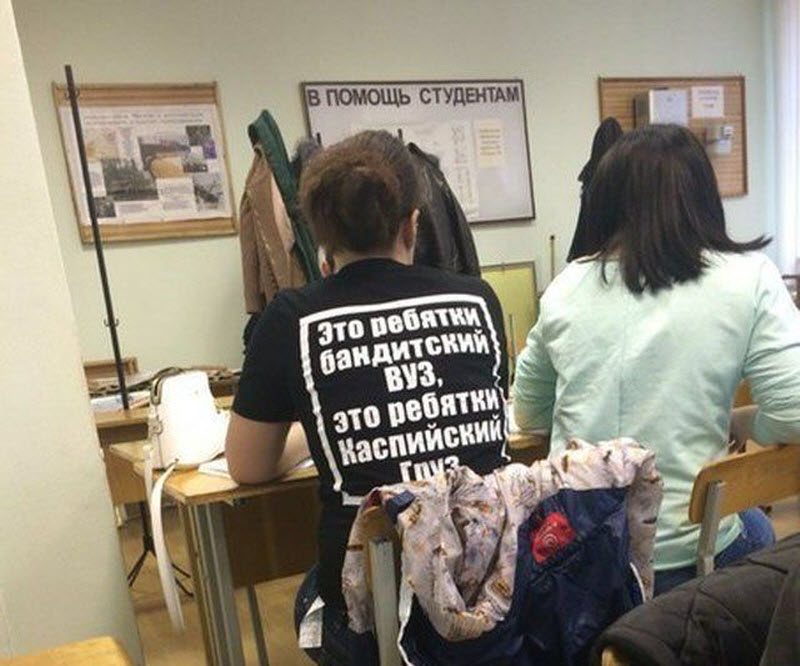 В ПОМОЩЬ СТУДЕНТАМ
Это ребятки
бандитский
ВУЗ,
это ребятки
Каспийский
Груз